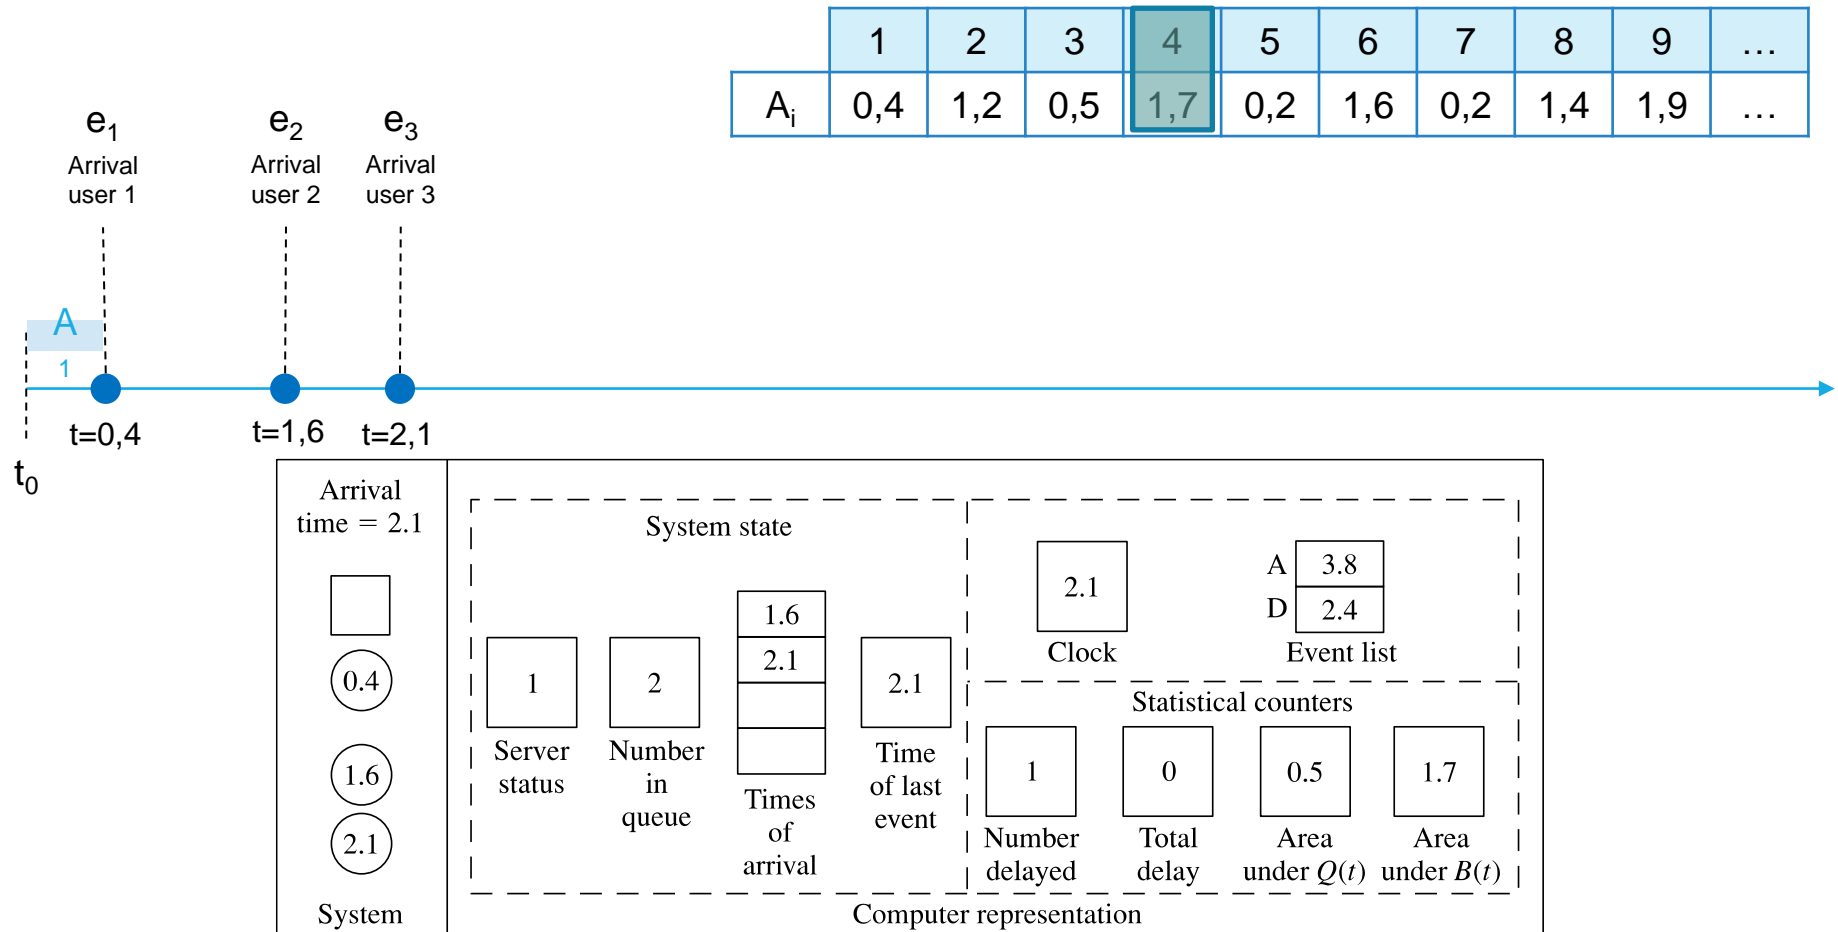 1 2 3 4 5 6 7 8 9 …
Ai 0,4 1,2 0,5 1,7 0,2 1,6 0,2 1,4 1,9 …
e1 e2 e3
Arrival Arrival Arrival
user 1 user 2 user 3
A
1
t=0,4 t=1,6 t=2,1
t0
Arrival
time = 2.1
0.4
1.6
2.1
System
System state
1
Server
status
2
Number
in
queue
1.6
2.1
Times
of
arrival
2.1
Time
of last
event
2.1
Clock
A 3.8
D 2.4
Event list
Statistical counters
1
Number
delayed
0
Total
delay
0.5
Area
under Q(t)
1.7
Area
under B(t)
Computer representation